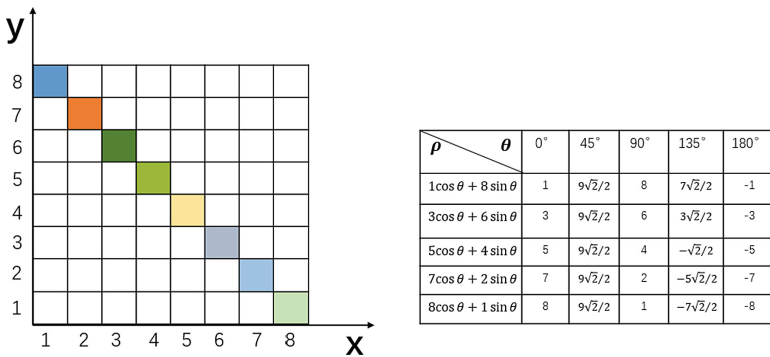 y
8
7
6
5
4
3
2
1
1 2 3 4 5 6 7 8
x
ρ θ 0° 45° 90° 135° 180°
1cos θ + 8 sin θ 1 9√2/2 8 7√2/2 -1
3cos θ + 6 sin θ 3 9√2/2 6 3√2/2 -3
5cos θ + 4 sin θ 5 9√2/2 4 −√2/2 -5
7cos θ + 2 sin θ 7 9√2/2 2 −5√2/2 -7
8cos θ + 1 sin θ 8 9√2/2 1 −7√2/2 -8